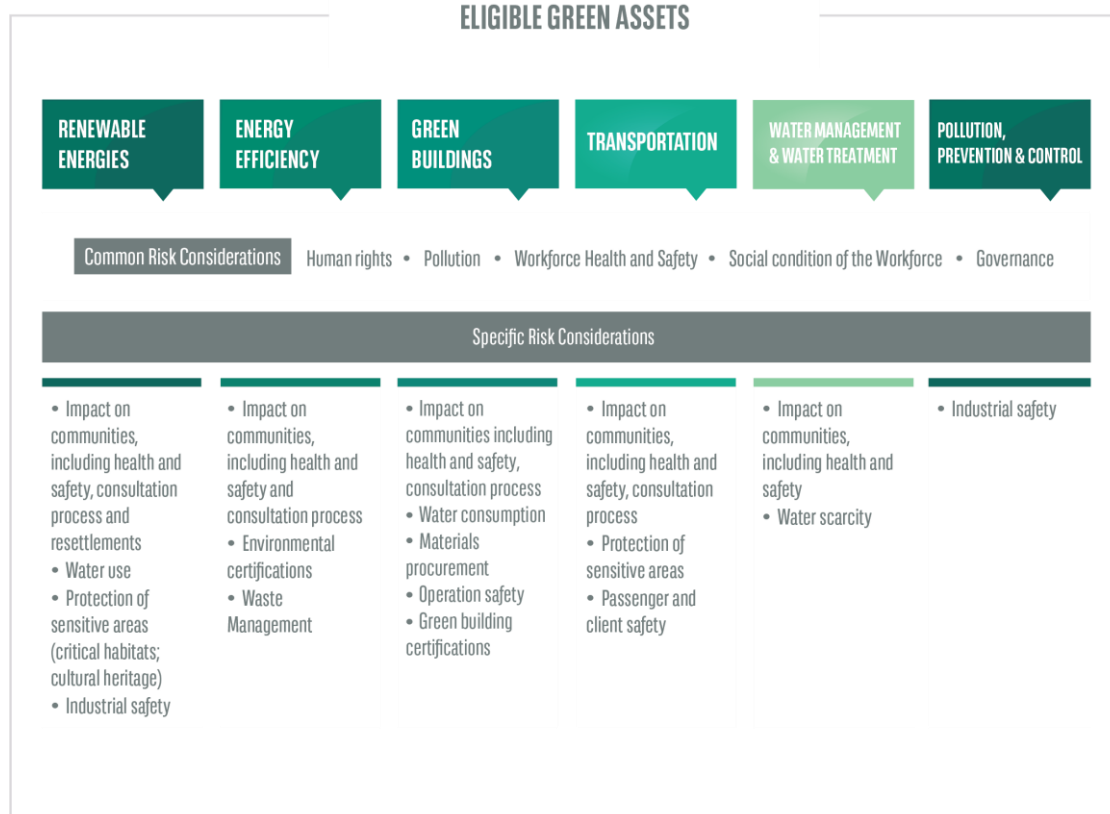 ELIGIBLE GREEN ASSETS
RENEWABLE
ENERGIES
ENERGY
EFFICIENCY
GREEN
BUILDINGS
TRANSPORTATION
WATER MANAGEMENT
& WATER TREATMENT
POLLUTION,
PREVENTION & CONTROL
Common Risk Considerations Human rights • Pollution • Workforce Health and Safety • Social condition of the Workforce • Governance
Specific Risk Considerations
• Impact on
communities,
including health and
safety, consultation
process and
resettlements
• Water use
• Protection of
sensitive areas
(critical habitats;
cultural heritage)
• Industrial safety
• Impact on
communities,
including health and
safety and
consultation process
• Environmental
certifications
• Waste
Management
• Impact on
communities including
health and safety,
consultation process
• Water consumption
• Materials
procurement
• Operation safety
• Green building
certifications
• Impact on
communities,
including health and
safety, consultation
process
• Protection of
sensitive areas
• Passenger and
client safety
• Impact on
communities,
including health and
safety
• Water scarcity
• Industrial safety